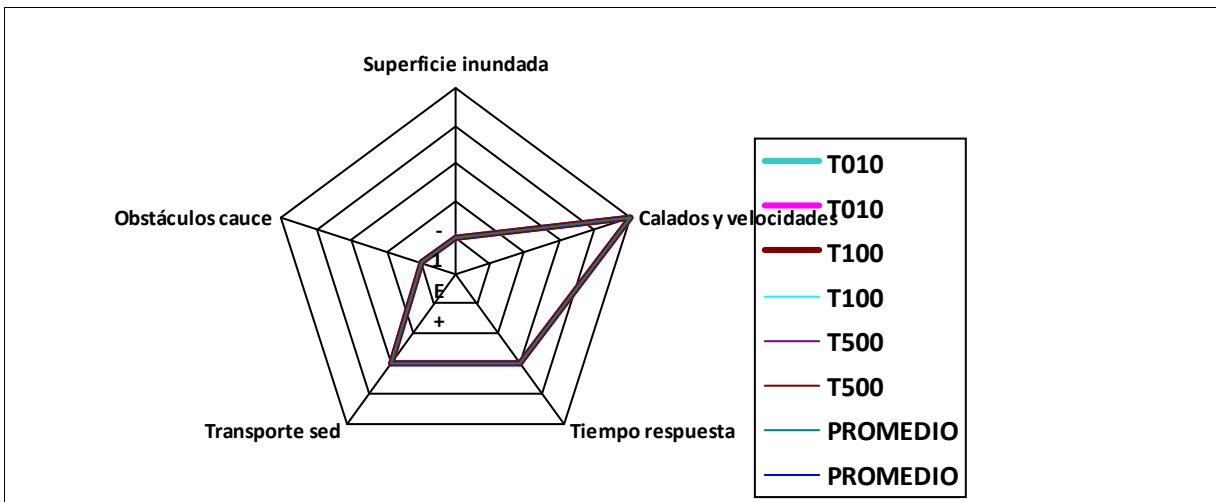 Superficie inundada
Obstáculos cauce
Calados y velocidades
-
I
E
+
Transporte sed
Tiempo respuesta
T010
T010
T100
T100
T500
T500
PROMEDIO
PROMEDIO